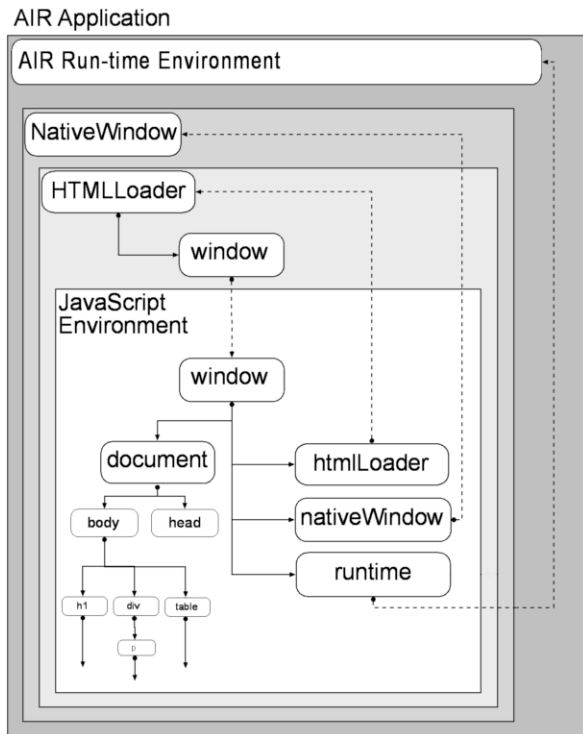 AIR Application
AIR Run-time Environment
NativeWindow
HTMLLoader
window
JavaScript
Environment
window
document
htmlLoader
body
head
nativeWindow
runtime
h1
div
table
p